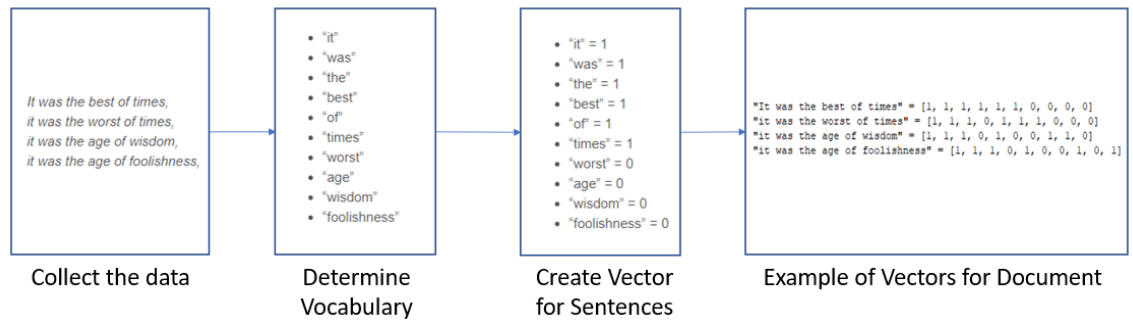 It was the best of times,
it was the worst of times,
it was the age of wisdom,
it was the age of foolishness,
• “it”
• “was”
• “the”
• “best”
• “of”
• “times”
• “worst”
• “age”
• “wisdom”
• “foolishness”
• “it” = 1
• “was” = 1
• “the” = 1
• “best” = 1
• “of” = 1
• “times” = 1
• “worst” = 0
• “age” = 0
• “wisdom” = 0
• “foolishness” = 0
"It was the best of times" = [1, 1, 1, 1, 1, 1, 0, 0, 0, 0]
"it was the worst of times" = [1, 1, 1, 0, 1, 1, 1, 0, 0, 0]
"it was the age of wisdom" = [1, 1, 1, 0, 1, 0, 0, 1, 1, 0]
"it was the age of foolishness" = [1, 1, 1, 0, 1, 0, 0, 1, 0, 1]
Collect the data
Determine
Vocabulary
Create Vector
for Sentences
Example of Vectors for Document